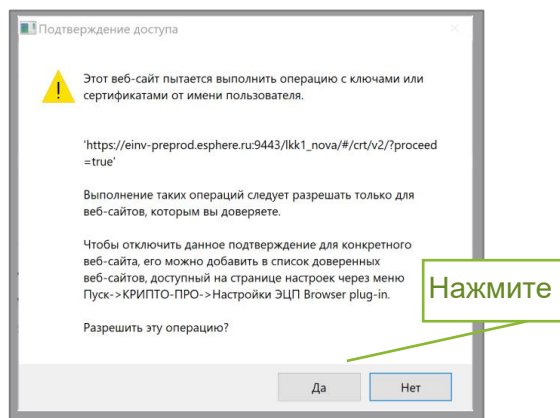 Подтверждение доступа
Этот веб-сайт пытается выполнить операцию с ключами или
сертификатами от имени пользователя.
'https://einv-preprod.esphere.ru:9443/lkk1_nova/#/crt/v2/?proceed
=true'
Выполнение таких операций следует разрешать только для
веб-сайтов, которым вы доверяете.
Чтобы отключить данное подтверждение для конкретного
веб-сайта, его можно добавить в список доверенных
веб-сайтов, доступный на странице настроек через меню
Пуск->КРИПТО-ПРО->Настройки ЭЦП Browser plug-in.
Нажмите
Разрешить эту операцию?
Да
Нет